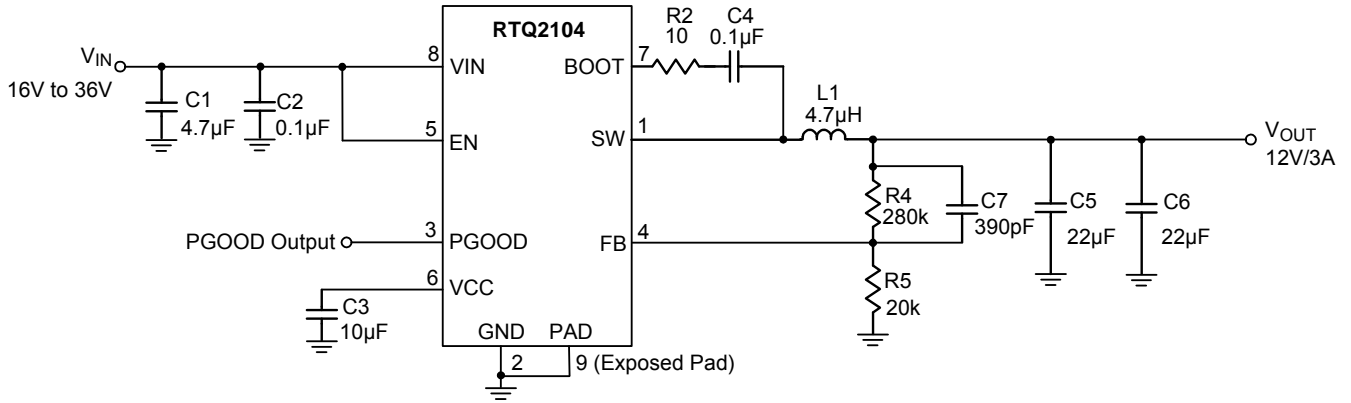 RTQ2104
VIN
16V to 36V
C1
4.7µF
C2
0.1µF
8
VIN
5
EN
PGOOD Output
3
PGOOD
6
VCC
C3
10µF
GND
PAD
2
9 (Exposed Pad)
BOOT
7
R2
10
C4
0.1µF
SW
1
L1
4.7µH
FB
4
R4
280k
C7
390pF
R5
20k
C5
22µF
C6
22µF
VOUT
12V/3A